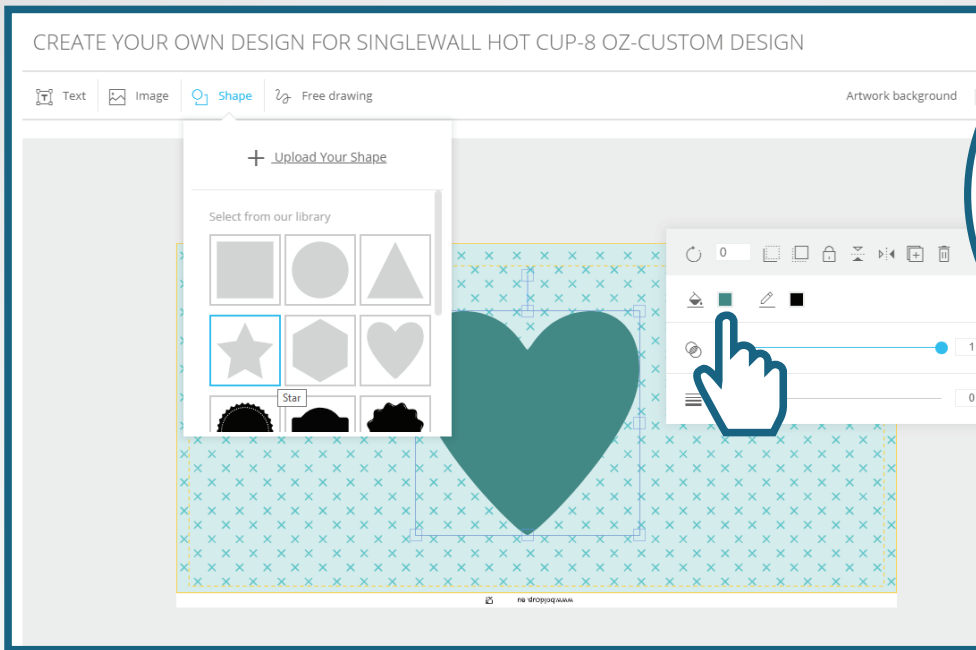 CREATE YOUR OWN DESIGN FOR SINGLEWALL HOT CUP-8 OZ-CUSTOM DESIGN
Text Image Shape Free drawing Artwork background
Upload Your Shape
Select from our library
0
1
Star
0